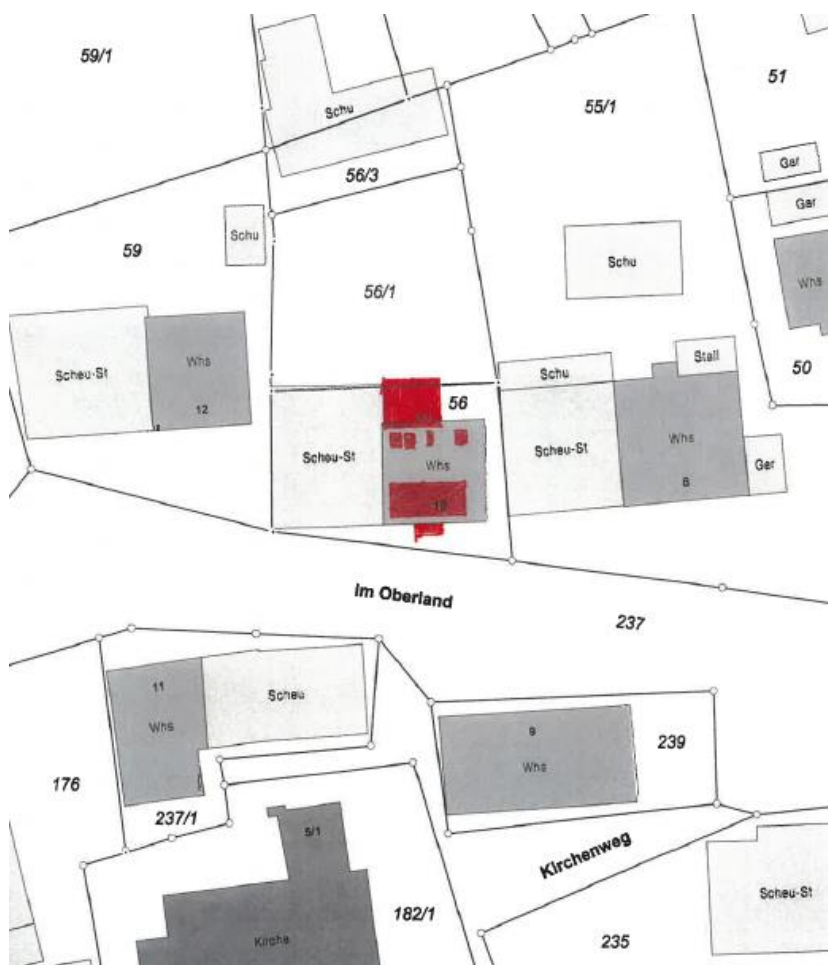 59/1
51
55/1
Schu
Gar
56/3
Gar
Schu
59
Schu
Whs
56/1
Stall
Schu
Scheu-St
Whs
50
56
12
Scheu-St
Whs
Scheu-St
Whs
Gar
10
8
Im Oberland
237
11
Scheu
Whs
9
239
Whs
176
237/1
5/1
Kirchenweg
Scheu-St
182/1
Kirche
235